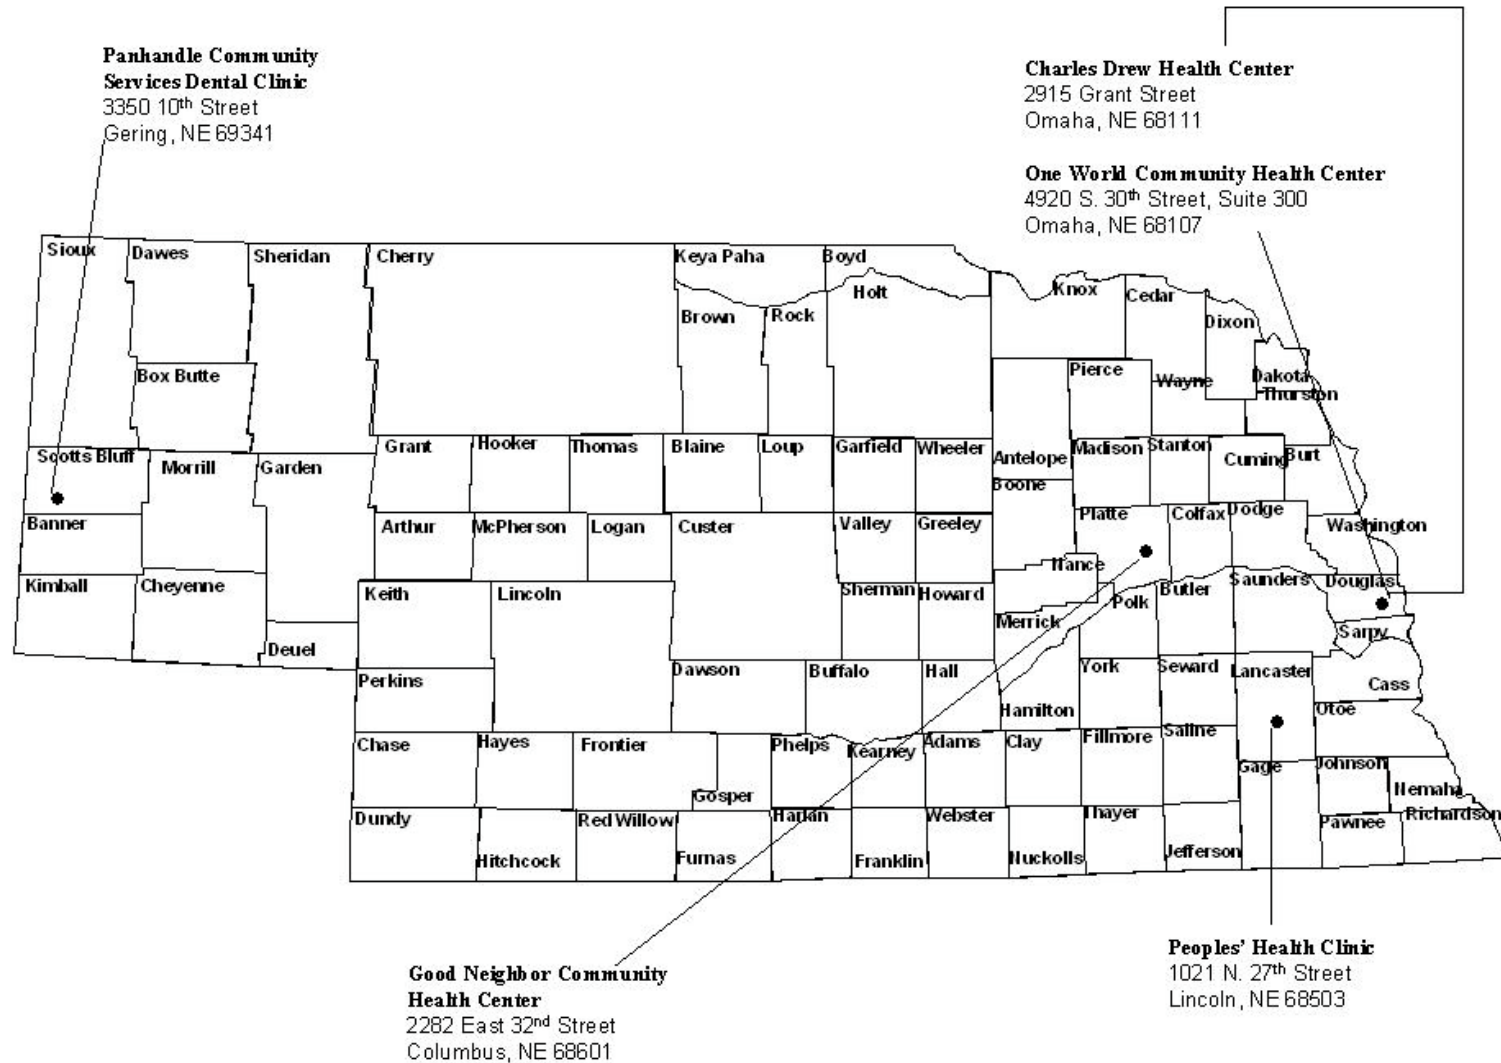 Panhandle Community
Services Dental Clinic
3350 10th Street
Gering, NE 69341
Charles Drew Health Center
2915 Grant Street
Omaha, NE 68111
One World Community Health Center
4920 S. 30th Street, Suite 300
Omaha, NE 68107
Sioux
Dawes
Sheridan
Cherry
Keya Paha
Boyd
Holt
Knox
Cedar
Dixon
Brown
Rock
Box Butte
Pierce
Wayne
Dakota
Thurston
Scotts Bluff
Morrill
Garden
Grant
Hooker
Thomas
Blaine
Loup
Garfield
Wheeler
Antelope
Madison
Stanton
Cuming
Burt
Boone
Banner
Arthur
McPherson
Logan
Custer
Valley
Greeley
Platte
Colfax
Dodge
Washington
Nance
Kimball
Cheyenne
Keith
Lincoln
Sherman
Howard
Merrick
Polk
Butler
Saunders
Douglas
Sarpy
Deuel
Perkins
Dawson
Buffalo
Hall
Hamilton
York
Seward
Lancaster
Cass
Otoe
Chase
Hayes
Frontier
Gosper
Phelps
Kearney
Adams
Clay
Fillmore
Saline
Gage
Johnson
Nemaha
Dundy
Hitchcock
Red Willow
Furnas
Harlan
Franklin
Webster
Nuckolls
Thayer
Jefferson
Pawnee
Richardson
Good Neighbor Community
Health Center
2282 East 32nd Street
Columbus, NE 68601
Peoples' Health Clinic
1021 N. 27th Street
Lincoln, NE 68503